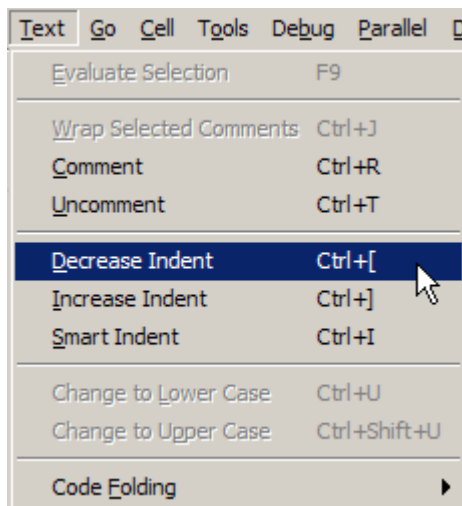 Text Go Cell Tools Debug Parallel D
Evaluate Selection F9
Wrap Selected Comments Ctrl+J
Comment Ctrl+R
Uncomment Ctrl+T
Decrease Indent Ctrl+[
Increase Indent Ctrl+]
Smart Indent Ctrl+I
Change to Lower Case Ctrl+U
Change to Upper Case Ctrl+Shift+U
Code Folding